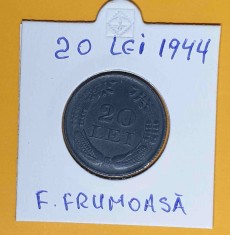 20 LEI 1944
20
LEI
F. FRUMOASĂ